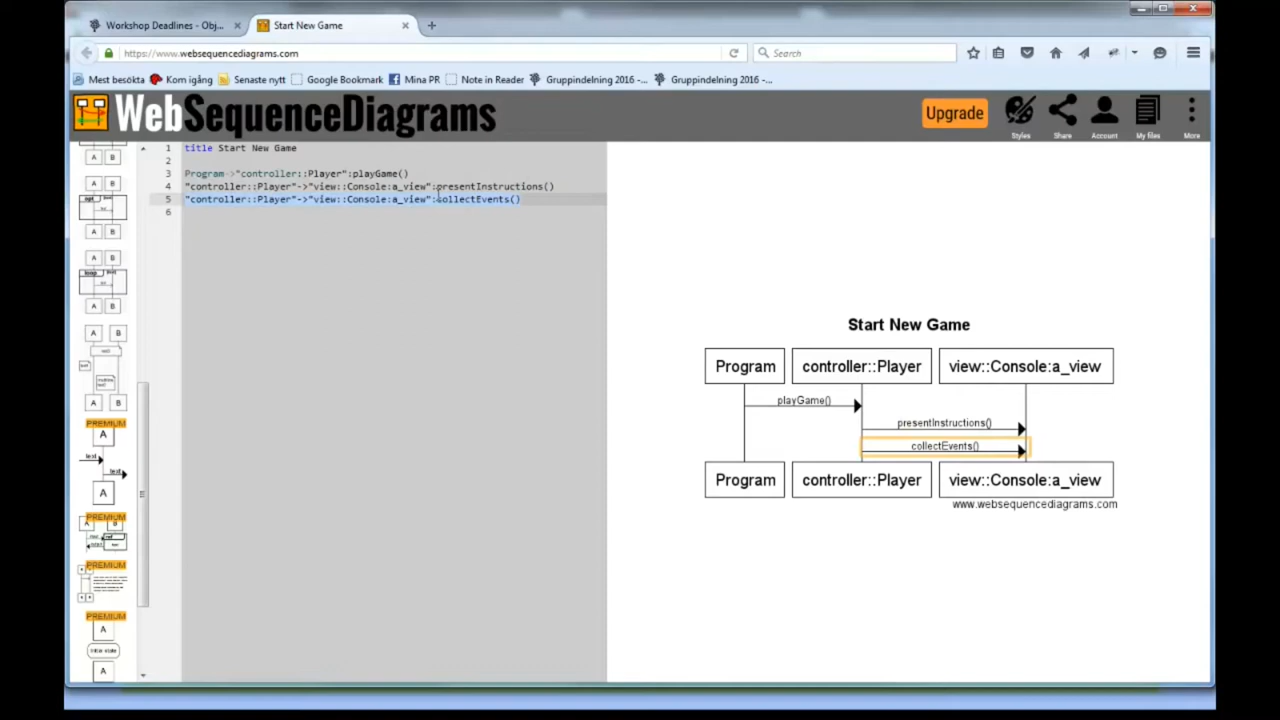 Workshop Deadlines - Obj...
Start New Game
https://www.websequencediagrams.com
Search
Mest besökta
Kom igång
Senaste nytt
Google Bookmark
Mina PR
Note in Reader
Gruppindelning 2016 -...
Gruppindelning 2016 -...
WebSequenceDiagrams
Upgrade
Styles
Share
Account
My files
More
1 title Start New Game
2
3 Program->"controller::Player":playGame()
4 "controller::Player"->"view::Console:a_view":presentInstructions()
5 "controller::Player"->"view::Console:a_view":collectEvents()
6
A B
A B
A B
A B
A B
A B
A B
PREMIUM
A
text
text
A
PREMIUM
A B
PREMIUM
PREMIUM
A
A
Start New Game
Program
controller::Player
view::Console:a_view
playGame()
presentInstructions()
collectEvents()
Program
controller::Player
view::Console:a_view
www.websequencediagrams.com